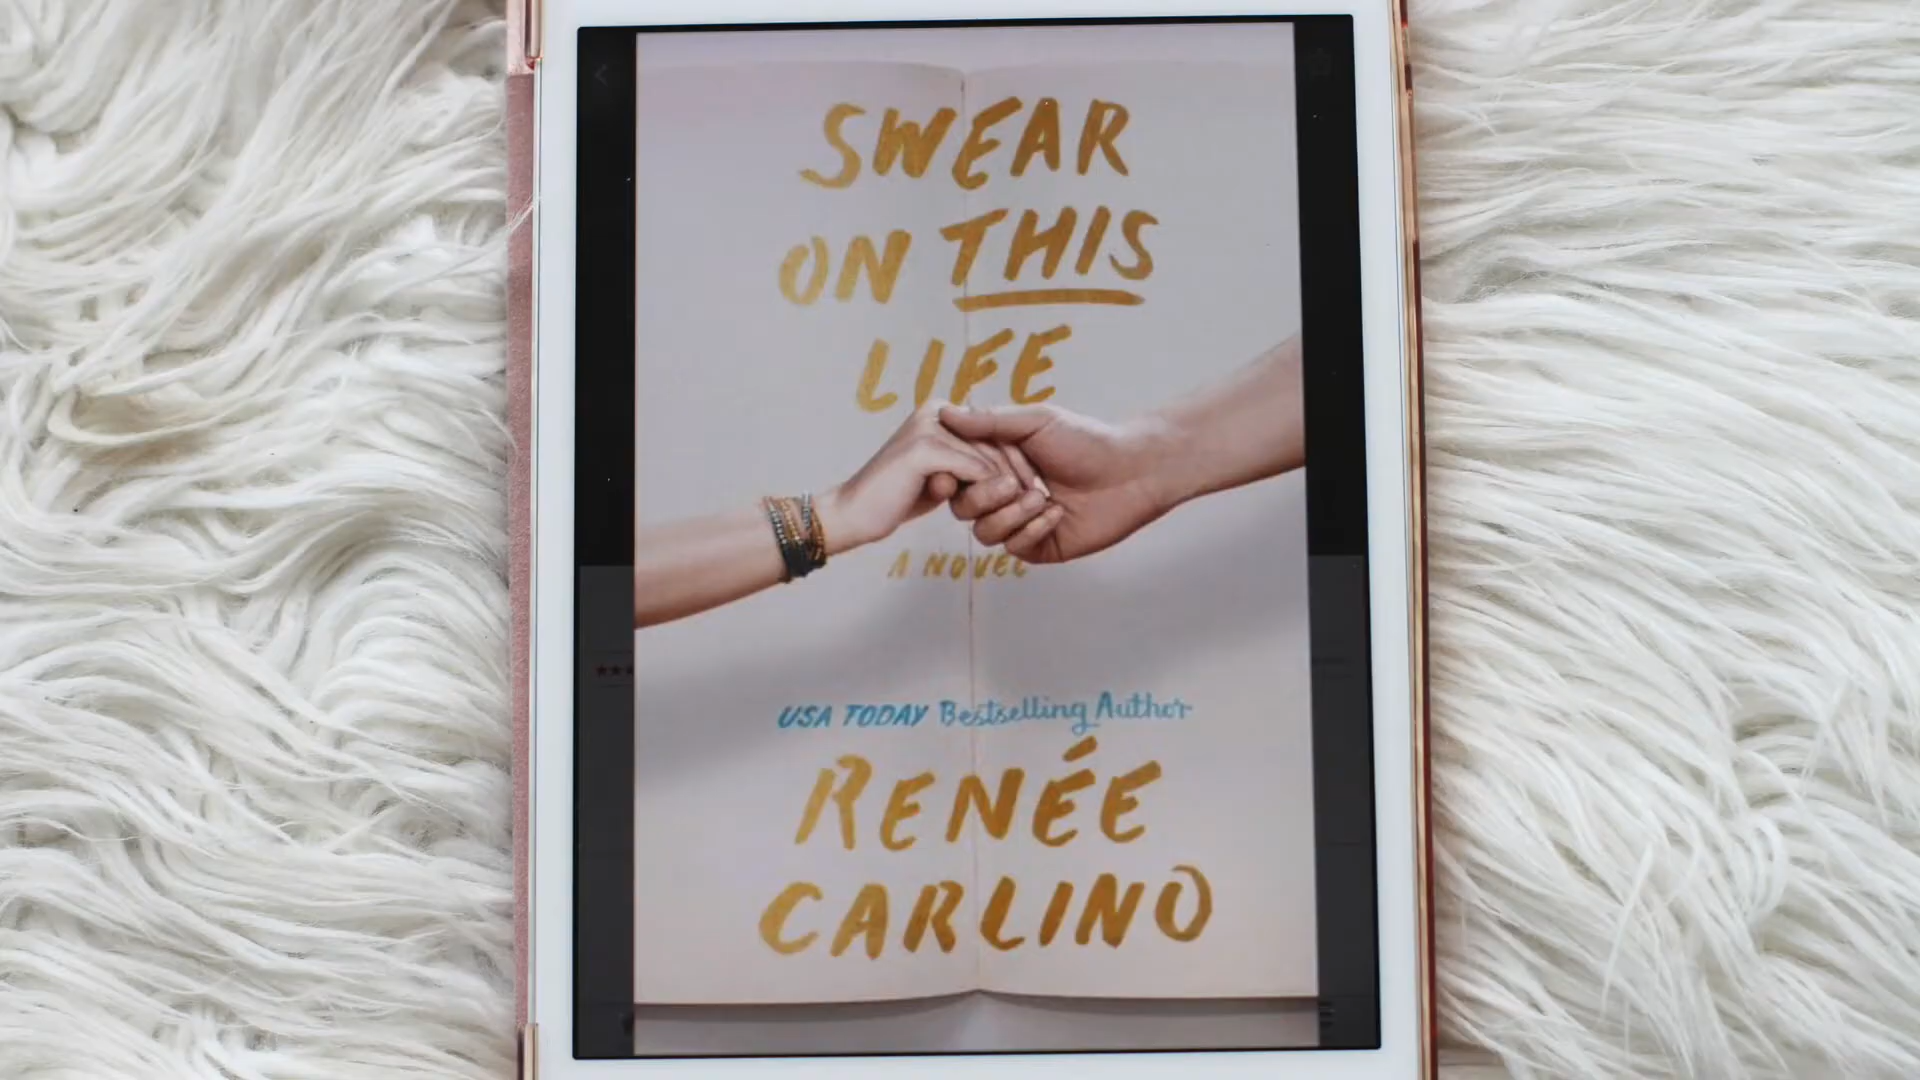 SWEAR
ON THIS
LIFE
A NOVEL
USA TODAY Bestselling Author
RENÉE
CARLINO